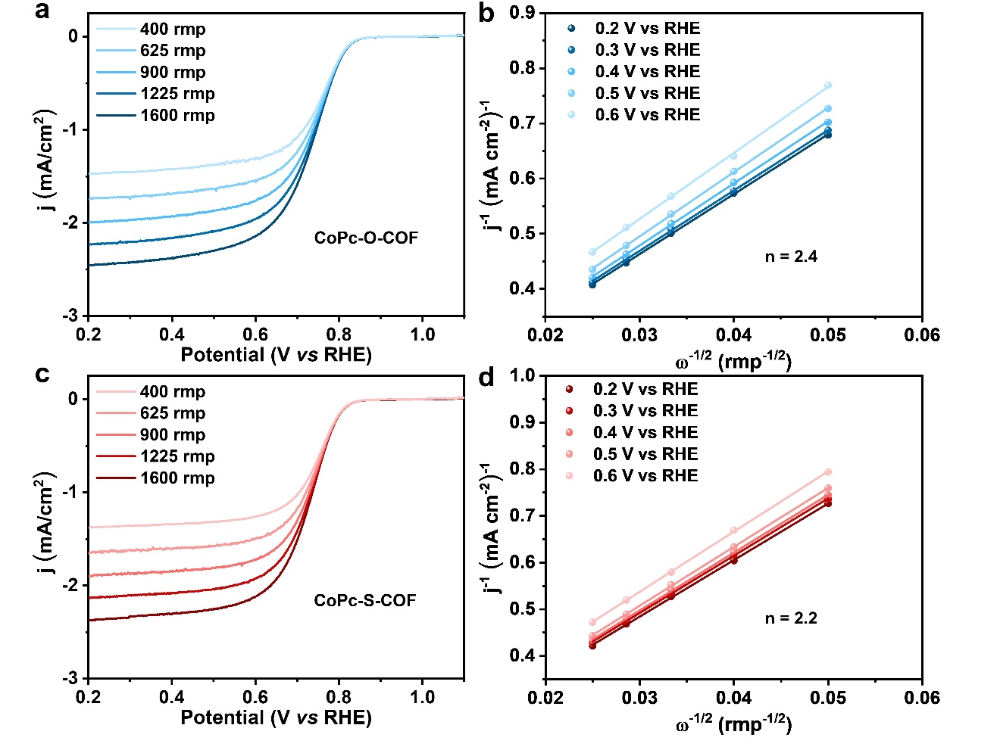 a
0
-1
-2
-3
j (mA/cm²)
400 rmp
625 rmp
900 rmp
1225 rmp
1600 rmp
CoPc-O-COF
0.2 0.4 0.6 0.8 1.0
Potential (V vs RHE)
b
0.9
0.8
0.7
0.6
0.5
0.4
j⁻¹ (mA cm⁻²)⁻¹
0.2 V vs RHE
0.3 V vs RHE
0.4 V vs RHE
0.5 V vs RHE
0.6 V vs RHE
n = 2.4
0.02 0.03 0.04 0.05 0.06
ω⁻¹/² (rmp⁻¹/²)
c
0
-1
-2
-3
j (mA/cm²)
400 rmp
625 rmp
900 rmp
1225 rmp
1600 rmp
CoPc-S-COF
0.2 0.4 0.6 0.8 1.0
Potential (V vs RHE)
d
1.0
0.9
0.8
0.7
0.6
0.5
0.4
j⁻¹ (mA cm⁻²)⁻¹
0.2 V vs RHE
0.3 V vs RHE
0.4 V vs RHE
0.5 V vs RHE
0.6 V vs RHE
n = 2.2
0.02 0.03 0.04 0.05 0.06
ω⁻¹/² (rmp⁻¹/²)